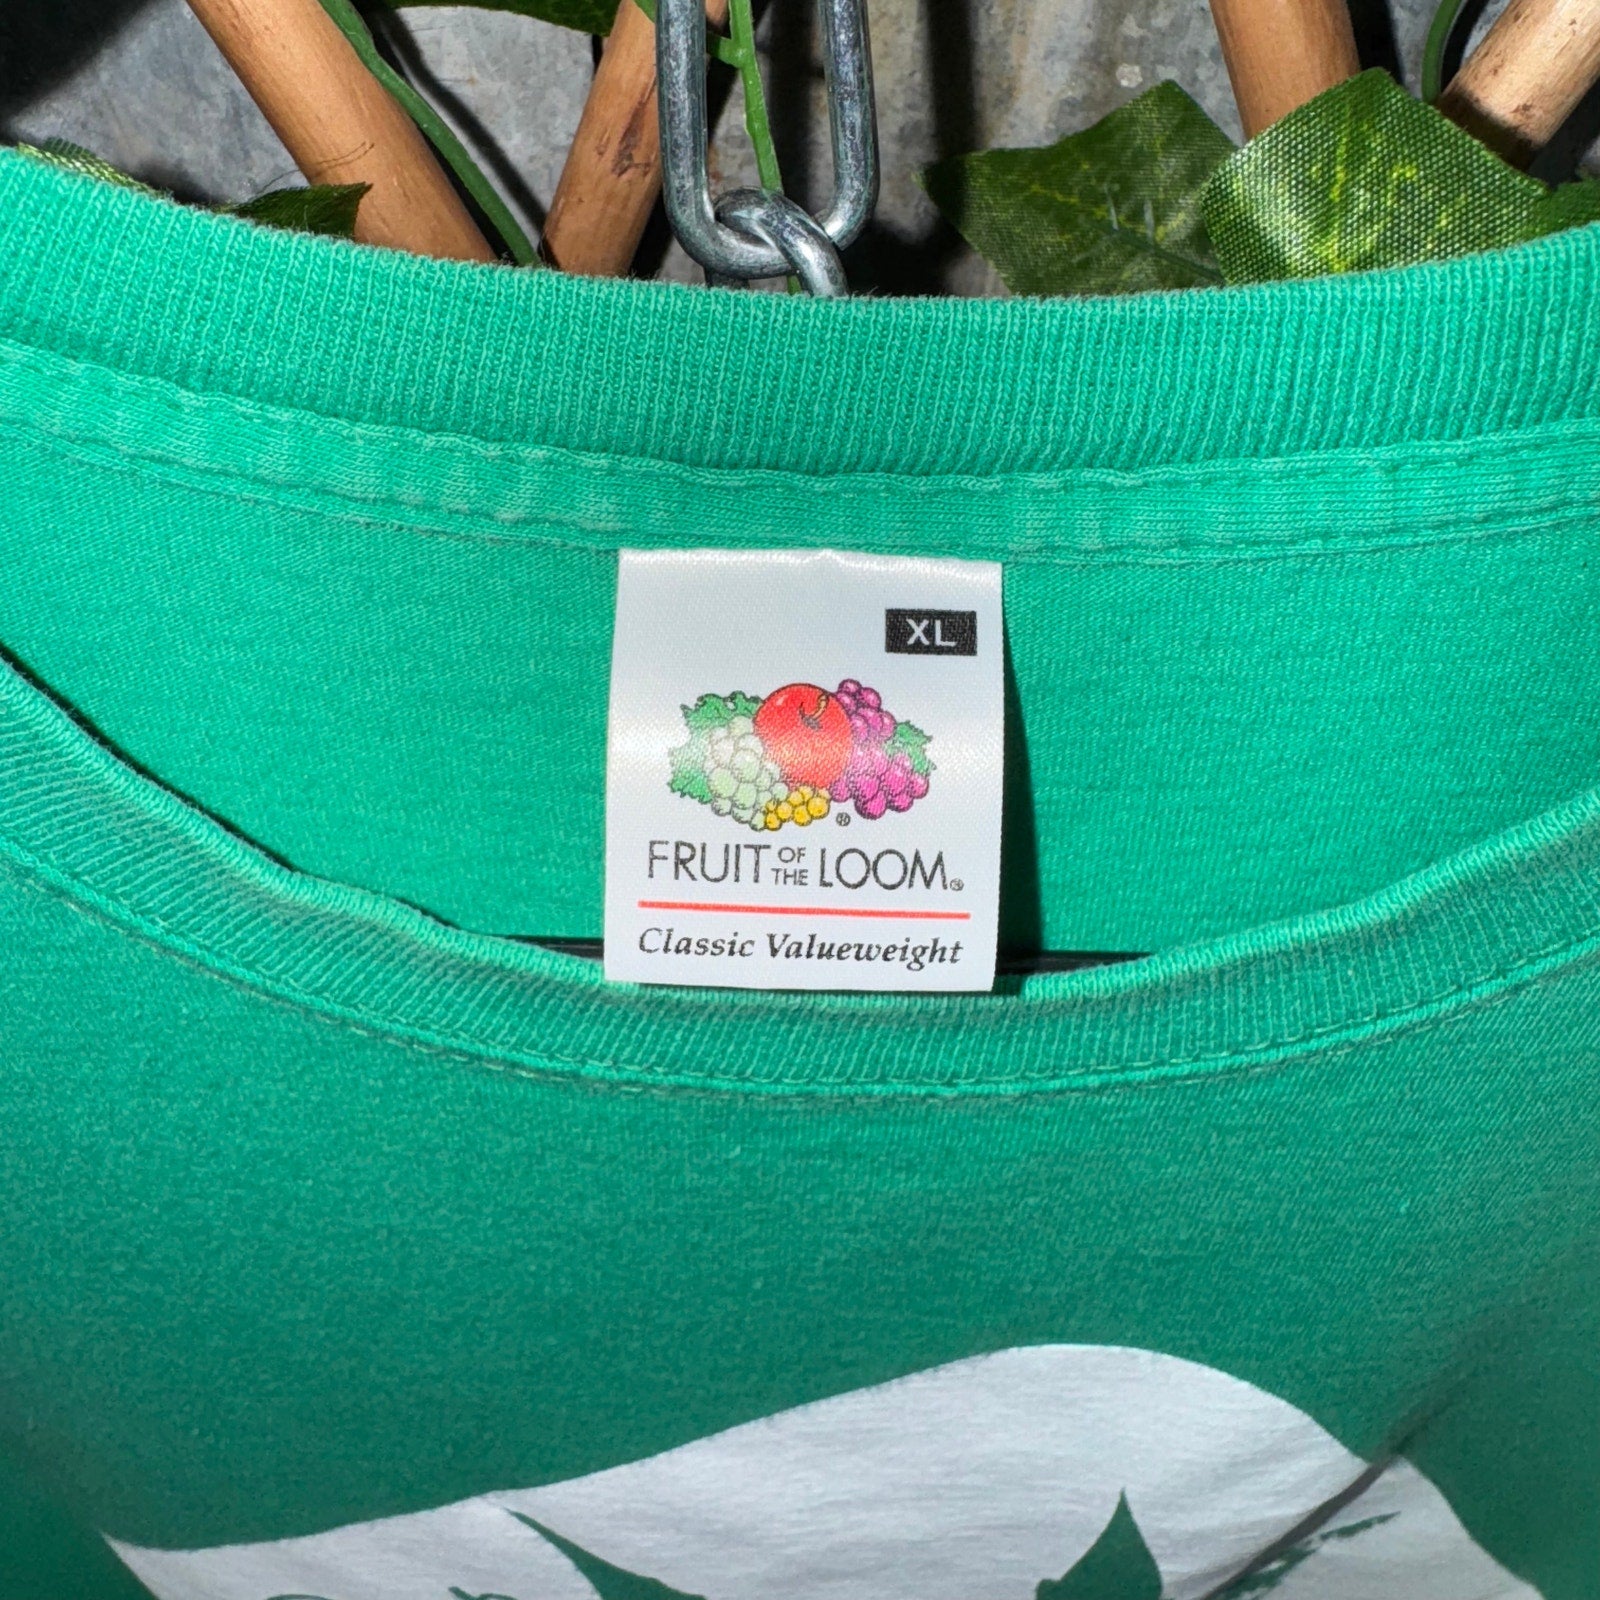 XL
®
FRUIT OF THE LOOM®
Classic Valueweight